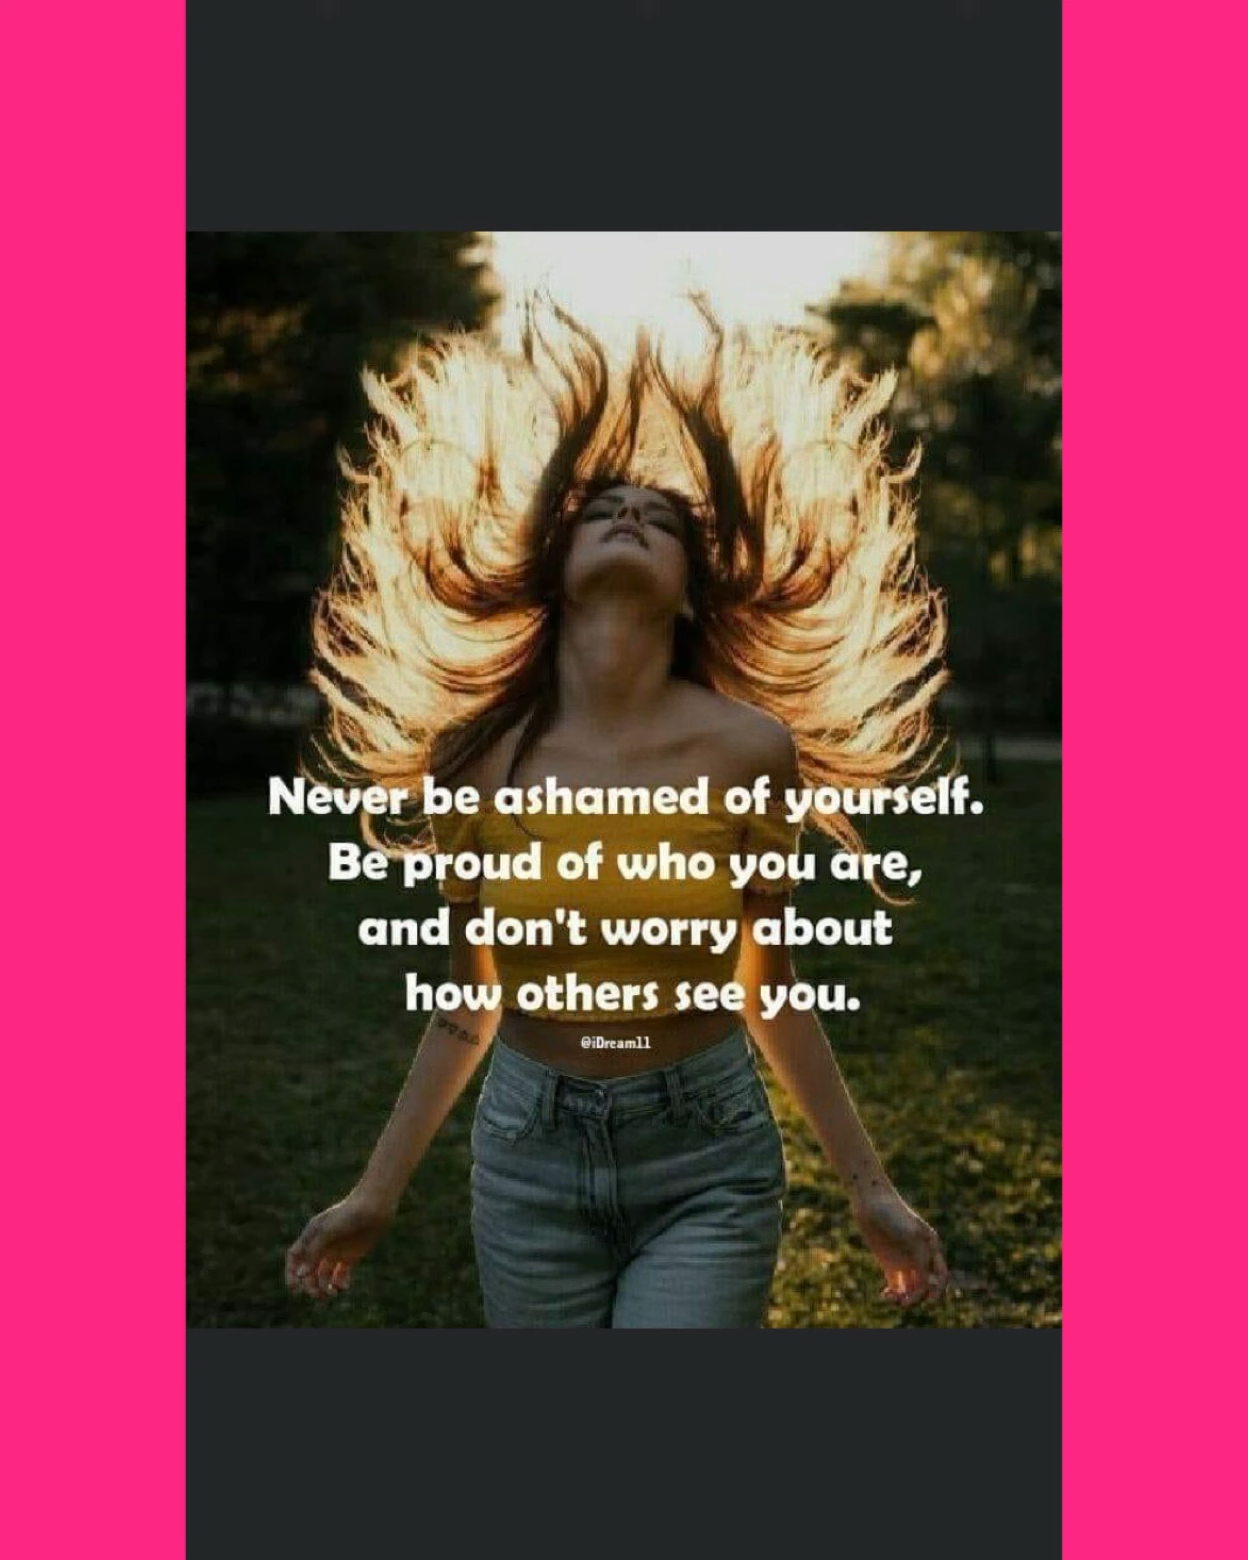 Never be ashamed of yourself.
Be proud of who you are,
and don't worry about
how others see you.
@iDream11